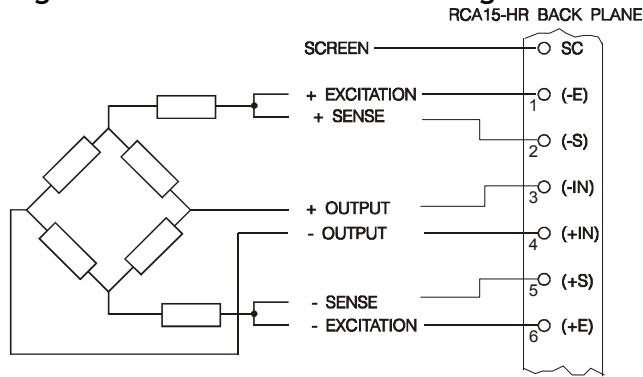 RCA15-HR BACK PLANE
SCREEN SC
+ EXCITATION 1 (-E)
+ SENSE 2 (-S)
3 (-IN)
+ OUTPUT
- OUTPUT 4 (+IN)
5 (+S)
- SENSE
- EXCITATION 6 (+E)